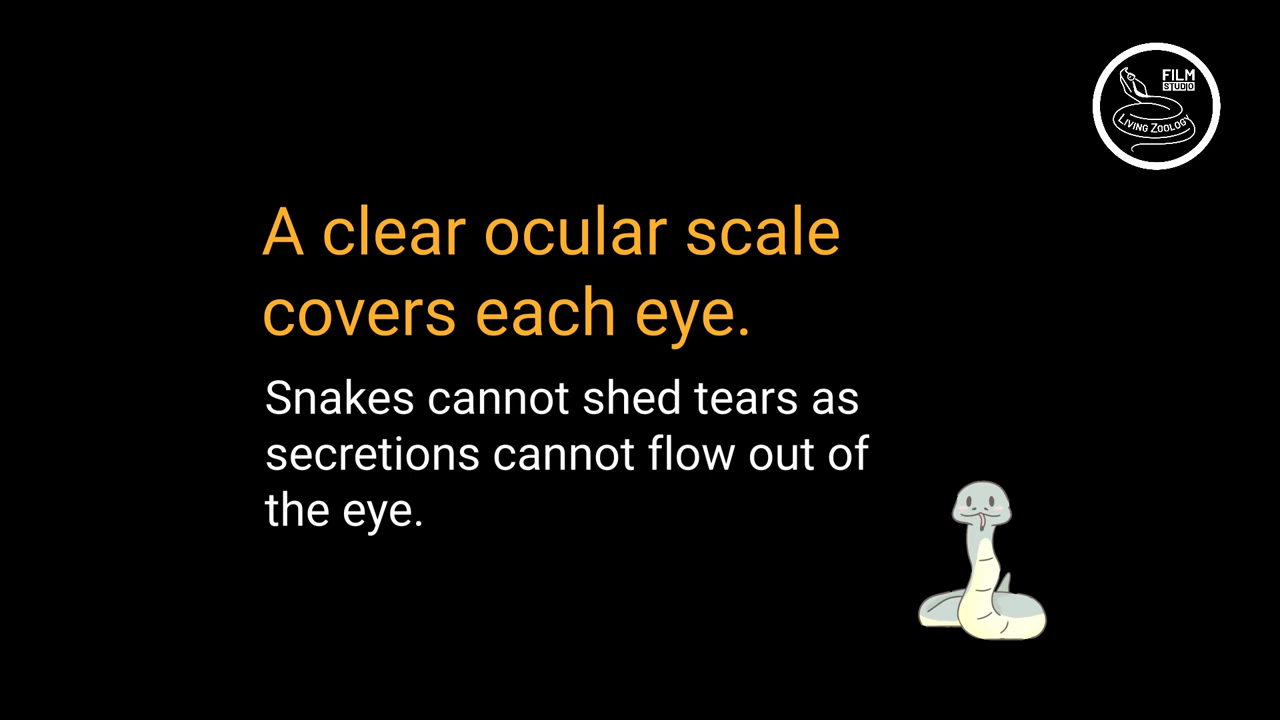 FILM
STUDIO
LIVING ZOOLOGY
A clear ocular scale
covers each eye.
Snakes cannot shed tears as
secretions cannot flow out of
the eye.